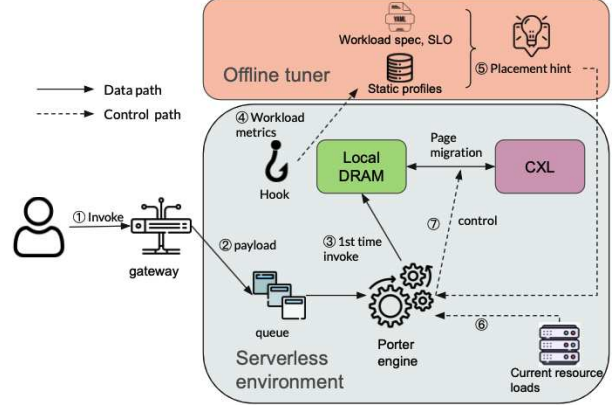 YAML
Workload spec, SLO
Offline tuner
Static profiles
⑤ Placement hint
Data path
Control path
④ Workload
metrics
Hook
Local
DRAM
Page
migration
CXL
① Invoke
gateway
② payload
③ 1st time
invoke
⑦
control
queue
Porter
engine
⑥
Serverless
environment
Current resource
loads